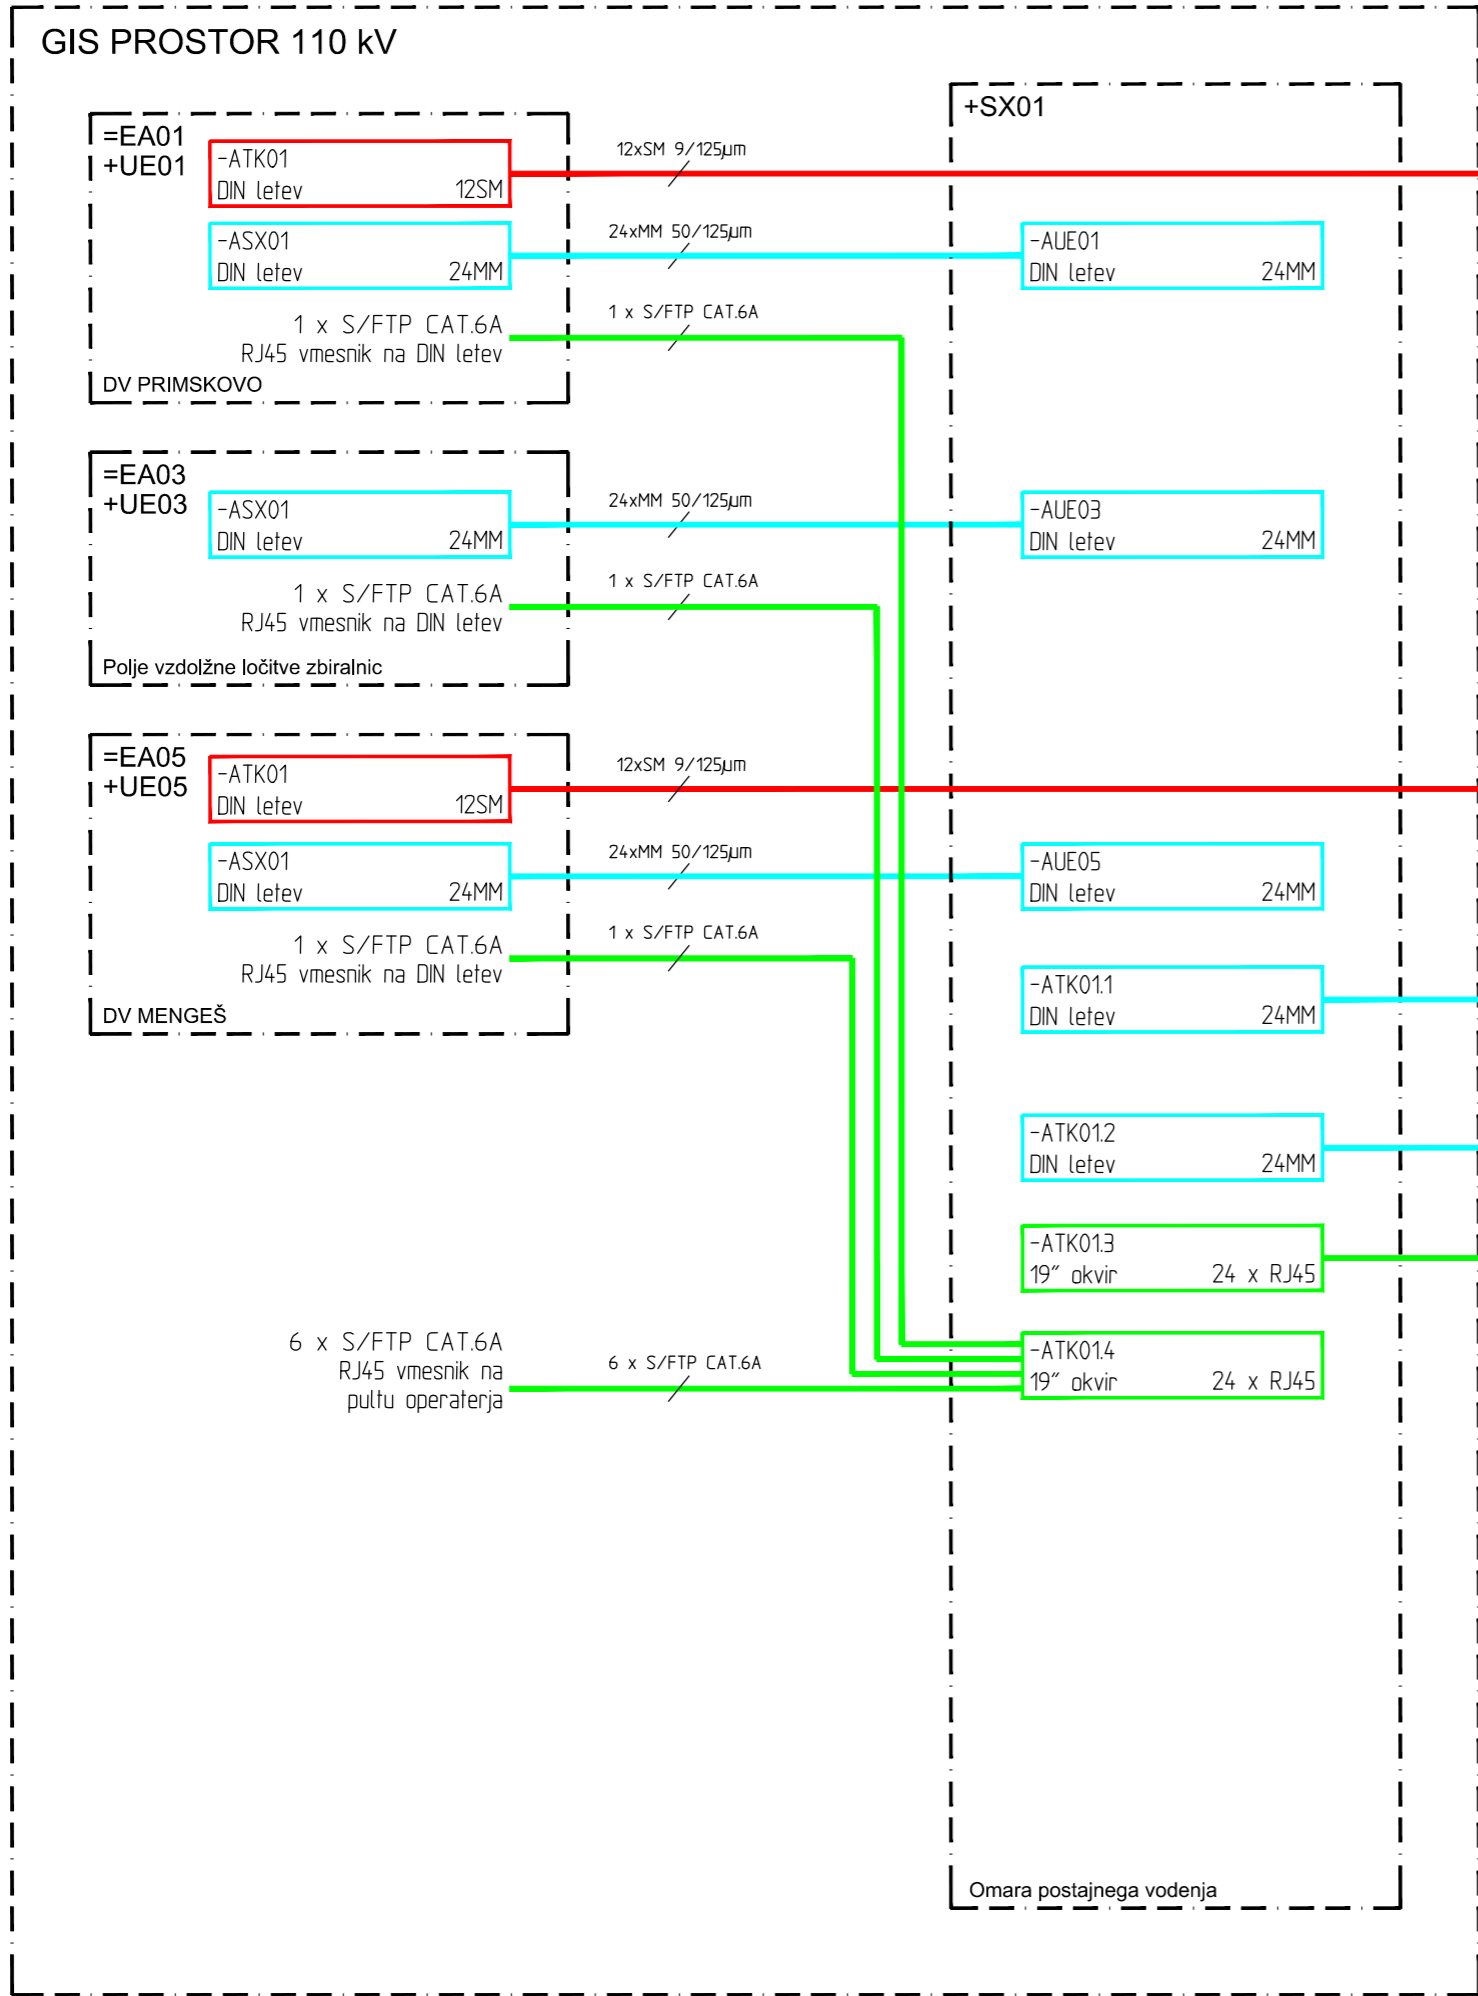 GIS PROSTOR 110 kV
+SX01
=EA01
+UE01
-ATK01
DIN letev 12SM
12xSM 9/125µm
-ASX01
DIN letev 24MM
24xMM 50/125µm
-AUE01
DIN letev 24MM
1 x S/FTP CAT.6A
RJ45 vmesnik na DIN letev
1 x S/FTP CAT.6A
DV PRIMSKOVO
=EA03
+UE03
-ASX01
DIN letev 24MM
24xMM 50/125µm
-AUE03
DIN letev 24MM
1 x S/FTP CAT.6A
RJ45 vmesnik na DIN letev
1 x S/FTP CAT.6A
Polje vzdolžne ločitve zbiralnic
=EA05
+UE05
-ATK01
DIN letev 12SM
12xSM 9/125µm
-ASX01
DIN letev 24MM
24xMM 50/125µm
-AUE05
DIN letev 24MM
1 x S/FTP CAT.6A
RJ45 vmesnik na DIN letev
1 x S/FTP CAT.6A
DV MENGEŠ
-ATK01.1
DIN letev 24MM
-ATK01.2
DIN letev 24MM
-ATK01.3
19" okvir 24 x RJ45
6 x S/FTP CAT.6A
RJ45 vmesnik na
pultu operaterja
6 x S/FTP CAT.6A
-ATK01.4
19" okvir 24 x RJ45
Omara postajnega vodenja